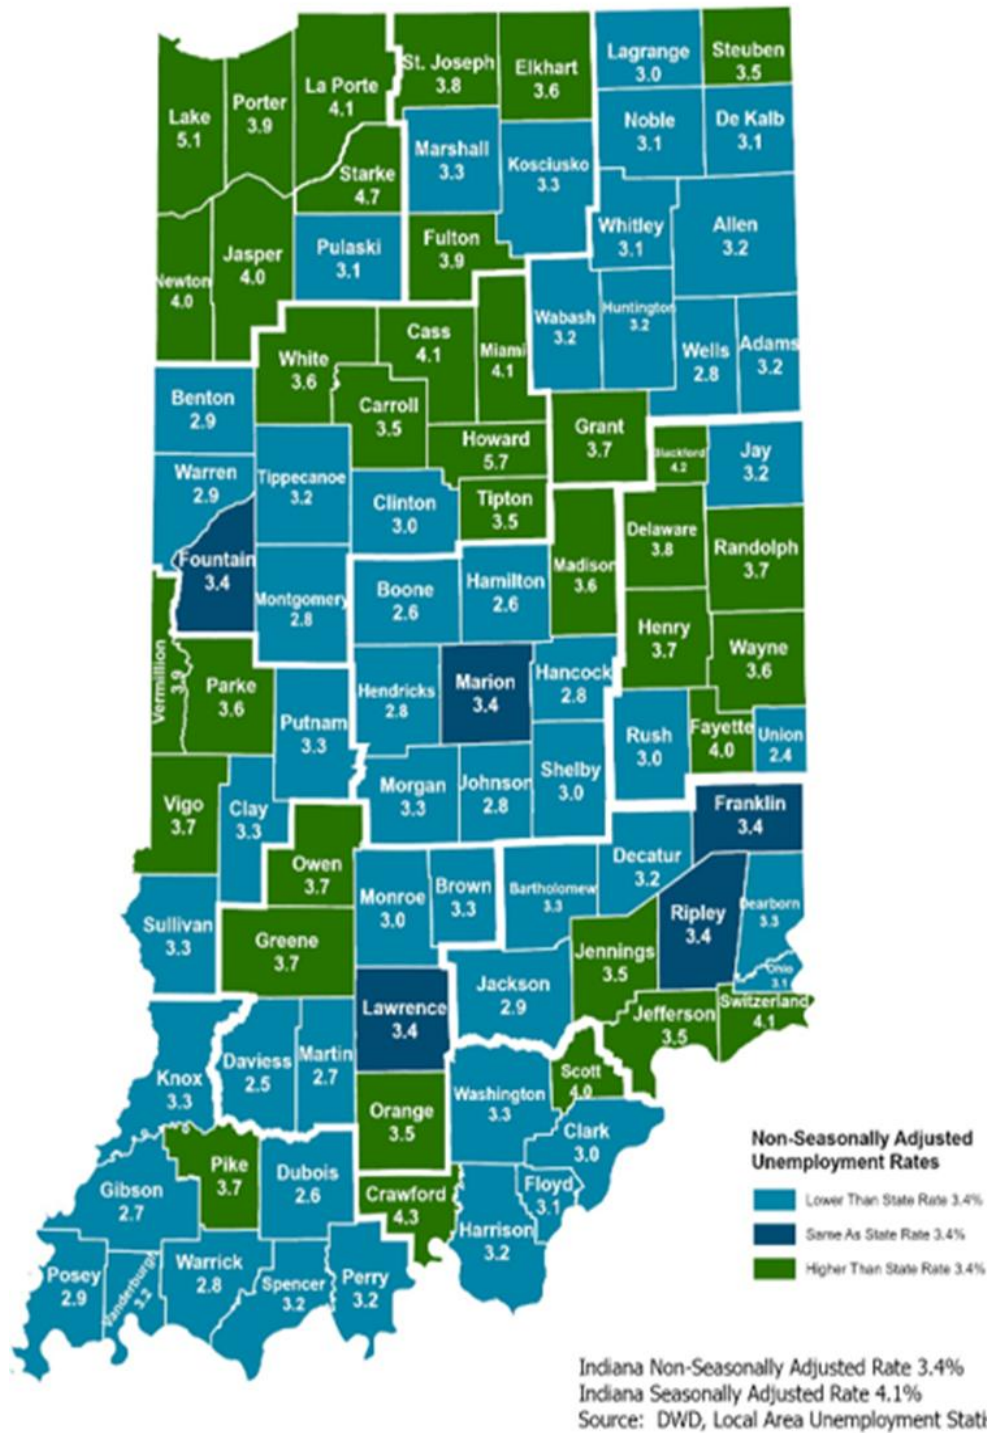 Lake
5.1
Porter
3.9
La Porte
4.1
St. Joseph
3.8
Elkhart
3.6
Lagrange
3.0
Steuben
3.5
Noble
3.1
De Kalb
3.1
Marshall
3.3
Kosciusko
3.3
Starke
4.7
Whitley
3.1
Allen
3.2
Newton
4.0
Jasper
4.0
Pulaski
3.1
Fulton
3.9
Wabash
3.2
Huntington
3.2
Wells
2.8
Adams
3.2
White
3.6
Cass
4.1
Miami
4.1
Benton
2.9
Carroll
3.5
Howard
5.7
Grant
3.7
Blackford
4.2
Jay
3.2
Warren
2.9
Tippecanoe
3.2
Clinton
3.0
Tipton
3.5
Fountain
3.4
Montgomery
2.8
Boone
2.6
Hamilton
2.6
Madison
3.6
Delaware
3.8
Randolph
3.7
Henry
3.7
Wayne
3.6
Vermillion
3.9
Parke
3.6
Putnam
3.3
Hendricks
2.8
Marion
3.4
Hancock
2.8
Rush
3.0
Fayette
4.0
Union
2.4
Vigo
3.7
Clay
3.3
Morgan
3.3
Johnson
2.8
Shelby
3.0
Franklin
3.4
Owen
3.7
Monroe
3.0
Brown
3.3
Bartholomew
3.3
Decatur
3.2
Ripley
3.4
Dearborn
3.3
Ohio
3.1
Sullivan
3.3
Greene
3.7
Jennings
3.5
Jackson
2.9
Lawrence
3.4
Jefferson
3.5
Switzerland
4.1
Knox
3.3
Daviess
2.5
Martin
2.7
Orange
3.5
Washington
3.3
Scott
4.0
Clark
3.0
Gibson
2.7
Pike
3.7
Dubois
2.6
Crawford
4.3
Floyd
3.1
Harrison
3.2
Posey
2.9
Vanderburgh
3.2
Warrick
2.8
Spencer
3.2
Perry
3.2
Non-Seasonally Adjusted
Unemployment Rates
Lower Than State Rate 3.4%
Same As State Rate 3.4%
Higher Than State Rate 3.4%
Indiana Non-Seasonally Adjusted Rate 3.4%
Indiana Seasonally Adjusted Rate 4.1%
Source: DWD, Local Area Unemployment Stati